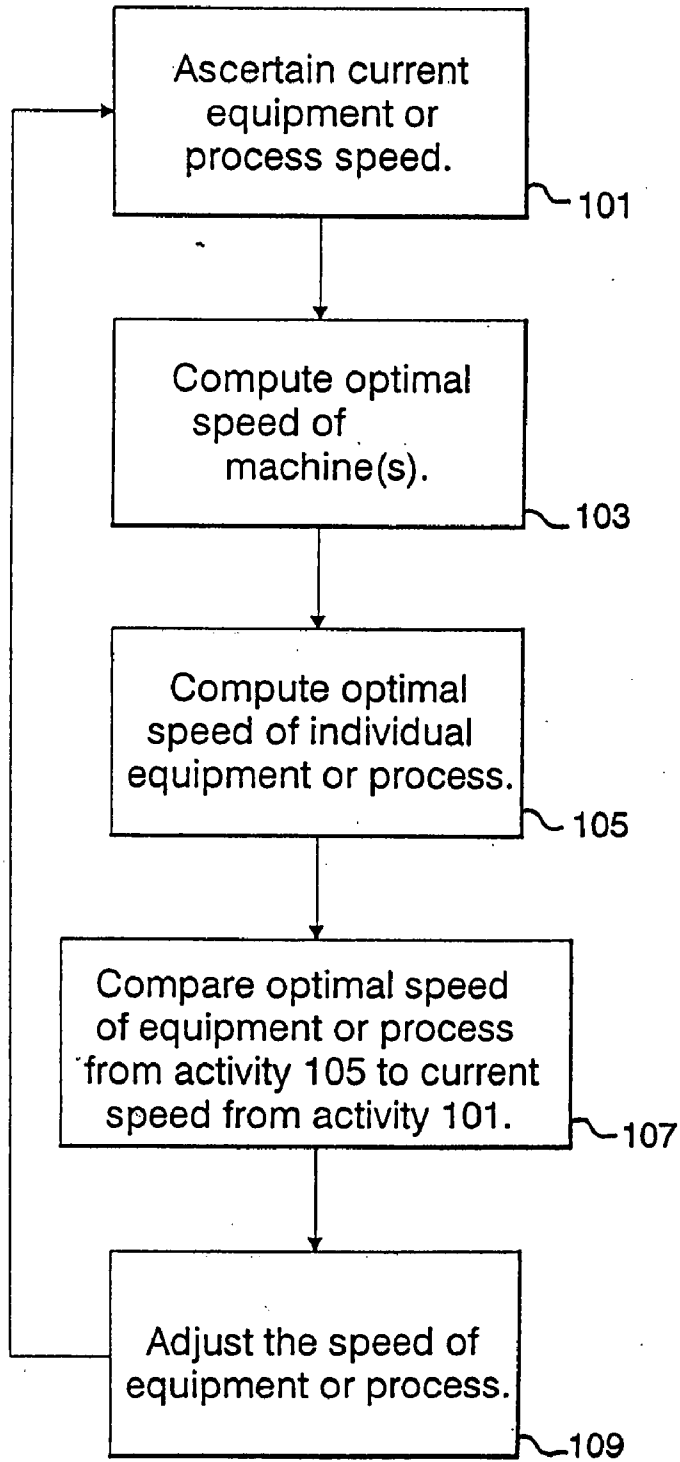 Ascertain current
equipment or
process speed.
101
Compute optimal
speed of
machine(s).
103
Compute optimal
speed of individual
equipment or process.
105
Compare optimal speed
of equipment or process
from activity 105 to current
speed from activity 101.
107
Adjust the speed of
equipment or process.
109